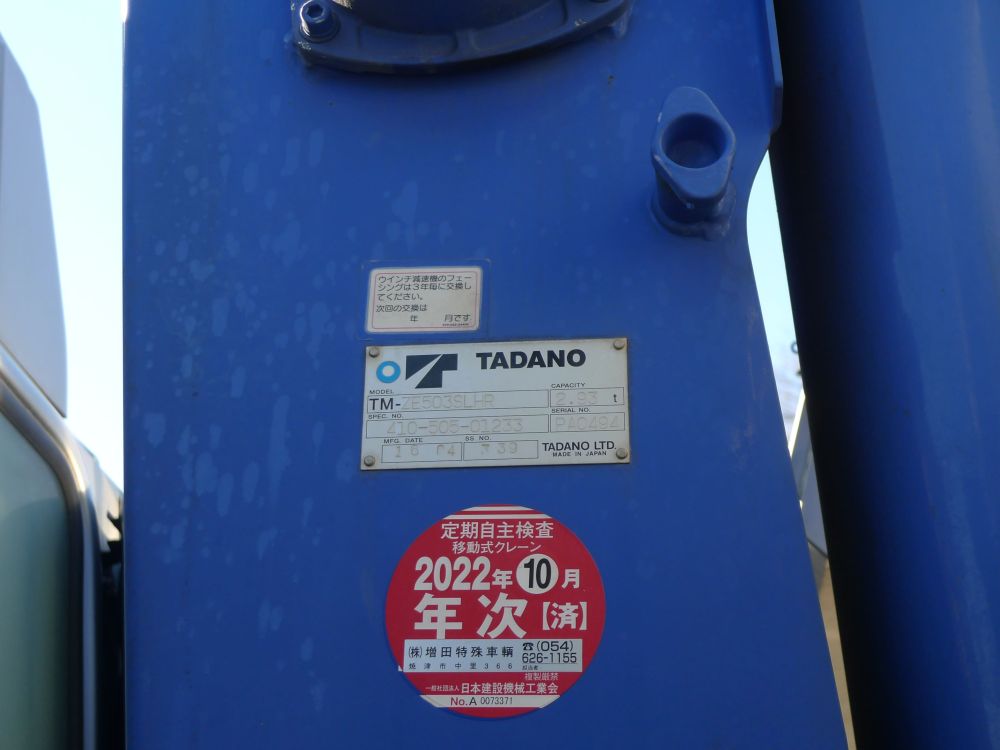 ウインチ減速機のフェー
シングは3年毎に交換し
てください。
次回の交換は
年 月です
TADANO
MODEL CAPACITY
TM-ZE503SLHR 2.93 t
SPEC. NO. SERIAL NO.
410-505-01233 PA0494
MFG. DATE SS NO.
16 04 39 TADANO LTD.
MADE IN JAPAN
定期自主検査
移動式クレーン
2022年 10 月
年次【済】
(株)増田特殊車輌 ☎(054)
焼津市中里366 626-1155
担当者
複製厳禁
一般社団法人 日本建設機械工業会
No.A 0073371